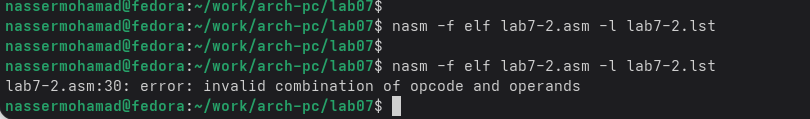 nassermohamad@fedora:~/work/arch-pc/lab07$
nassermohamad@fedora:~/work/arch-pc/lab07$ nasm -f elf lab7-2.asm -l lab7-2.lst
nassermohamad@fedora:~/work/arch-pc/lab07$
nassermohamad@fedora:~/work/arch-pc/lab07$ nasm -f elf lab7-2.asm -l lab7-2.lst
lab7-2.asm:30: error: invalid combination of opcode and operands
nassermohamad@fedora:~/work/arch-pc/lab07$